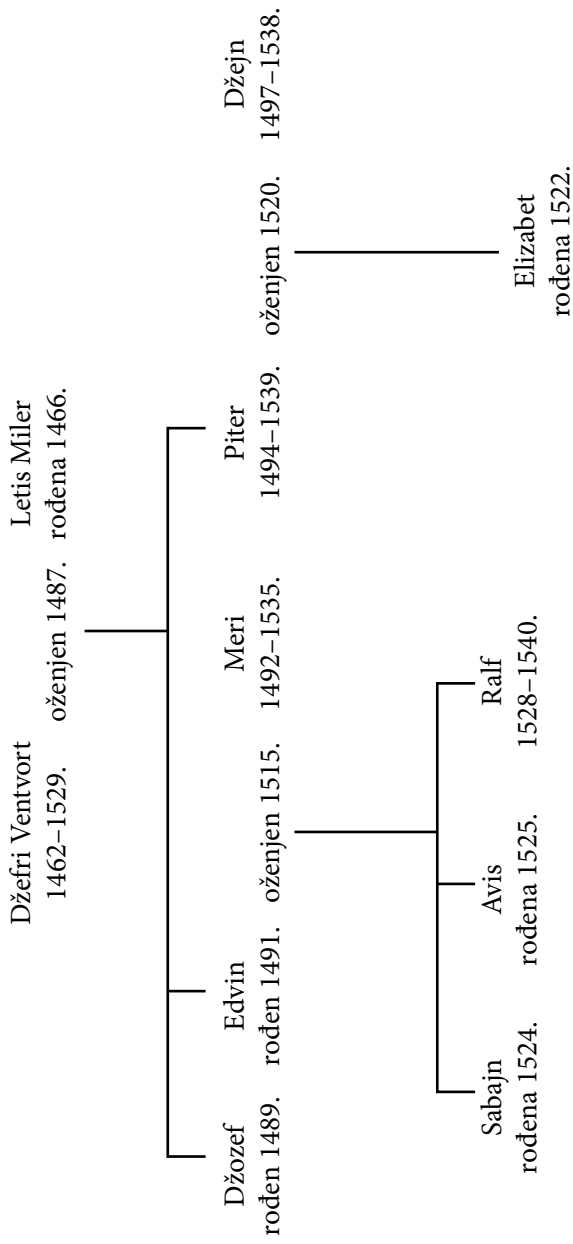 Džefri Ventvort
1462–1529.
oženjen 1487.
Letis Miler
rođena 1466.
Džozef
rođen 1489.
Edvin
rođen 1491.
oženjen 1515.
Meri
1492–1535.
Piter
1494–1539.
oženjen 1520.
Džejn
1497–1538.
Sabajn
rođena 1524.
Avis
rođena 1525.
Ralf
1528–1540.
Elizabet
rođena 1522.